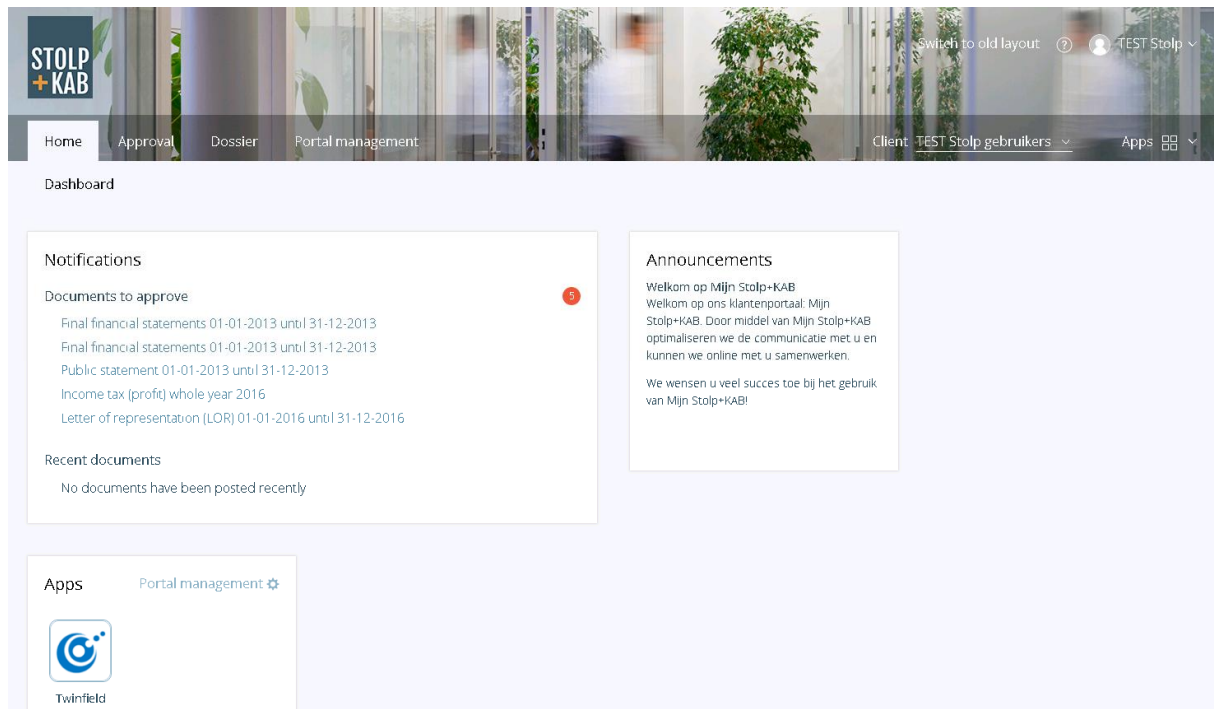 STOLP
+ KAB
Switch to old layout ? TEST Stolp
Home Approval Dossier Portal management Client TEST Stolp gebruikers Apps
Dashboard
Notifications
Documents to approve 5
Final financial statements 01-01-2013 until 31-12-2013
Final financial statements 01-01-2013 until 31-12-2013
Public statement 01-01-2013 until 31-12-2013
Income tax (profit) whole year 2016
Letter of representation (LOR) 01-01-2016 until 31-12-2016
Recent documents
No documents have been posted recently
Announcements
Welkom op Mijn Stolp+KAB
Welkom op ons klantenportaal: Mijn
Stolp+KAB. Door middel van Mijn Stolp+KAB
optimaliseren we de communicatie met u en
kunnen we online met u samenwerken.
We wensen u veel succes toe bij het gebruik
van Mijn Stolp+KAB!
Apps Portal management
Twinfield